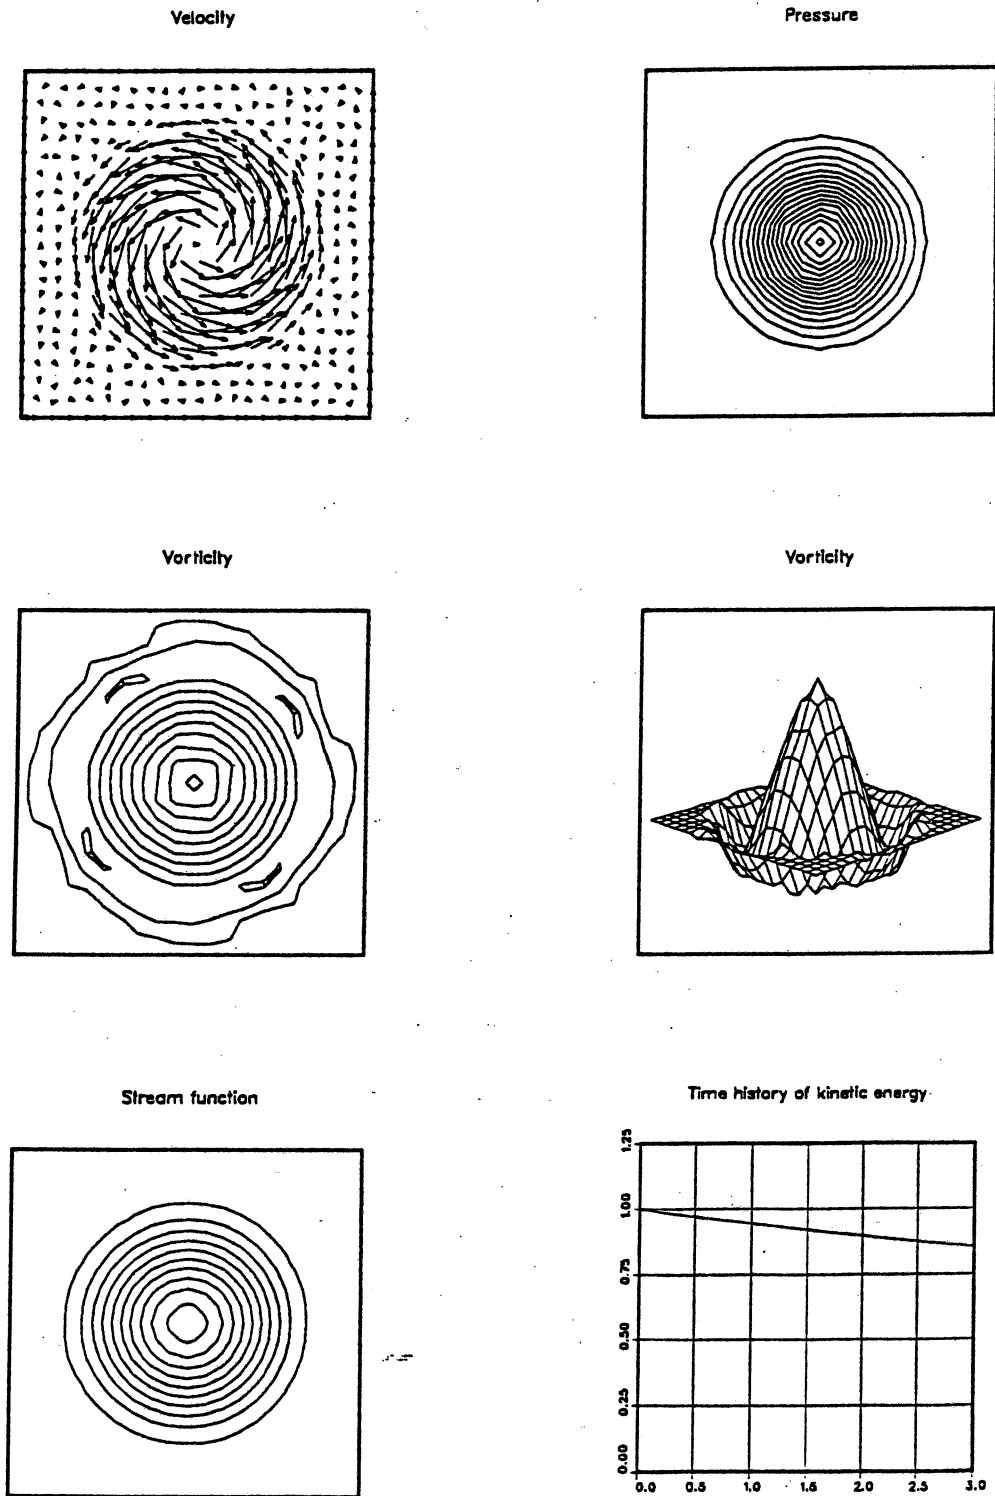 Velocity
Pressure
Vorticity
Vorticity
Stream function
Time history of kinetic energy
1.25
1.00
0.75
0.50
0.25
0.00
0.0 0.5 1.0 1.5 2.0 2.5 3.0